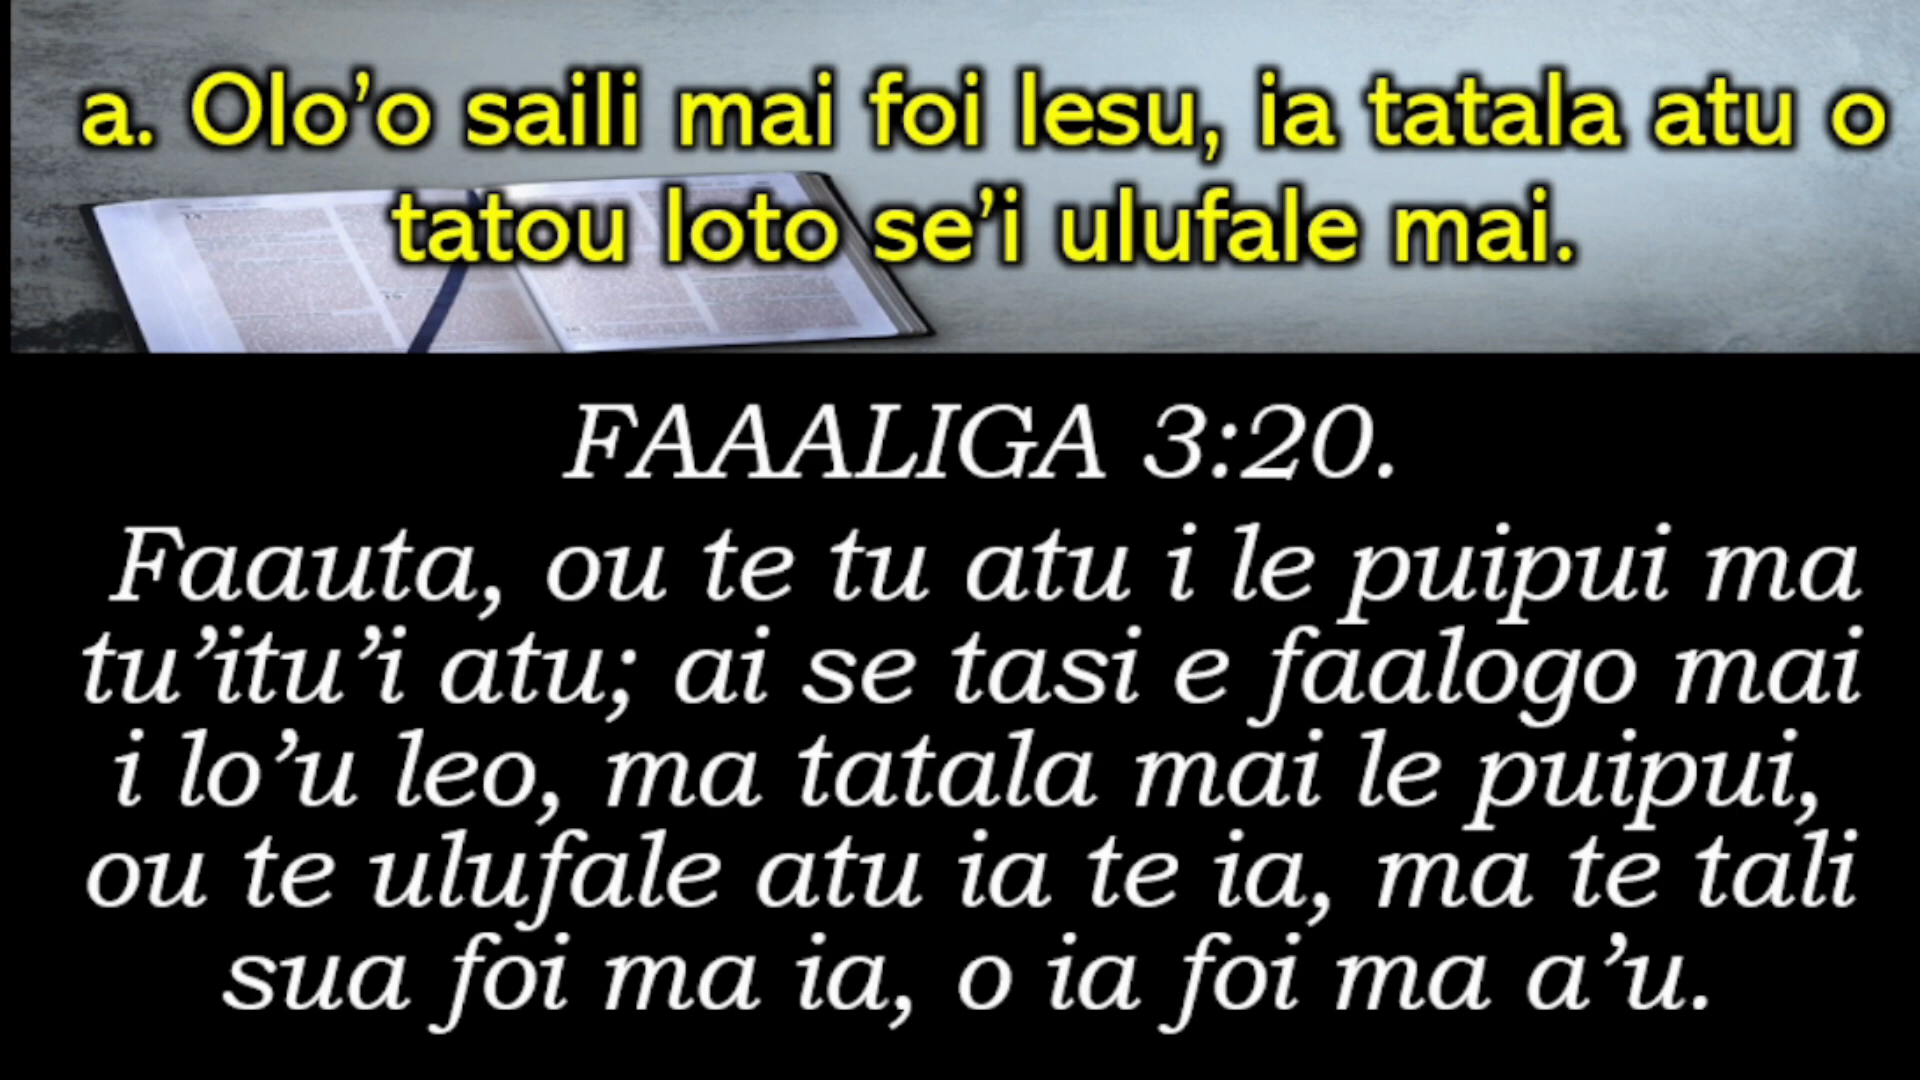 a. Olo’o saili mai foi Iesu, ia tatala atu o
tatou loto se’i ulufale mai.
FAAALIGA 3:20.
Faauta, ou te tu atu i le puipui ma
tu’itu’i atu; ai se tasi e faalogo mai
i lo’u leo, ma tatala mai le puipui,
ou te ulufale atu ia te ia, ma te tali
sua foi ma ia, o ia foi ma a’u.